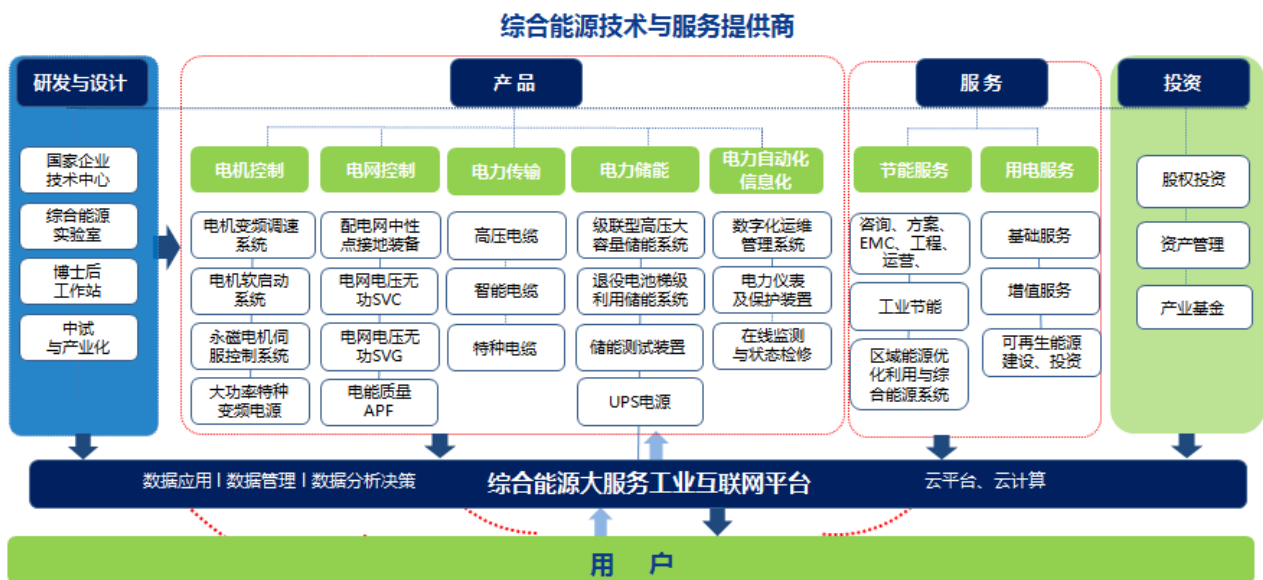 综合能源技术与服务提供商
研发与设计
国家企业
技术中心
综合能源
实验室
博士后
工作站
中试
与产业化
产品
电机控制
电机变频调速
系统
电机软启动
系统
永磁电机伺
服控制系统
大功率特种
变频电源
电网控制
配电网中性
点接地装备
电网电压无
功SVC
电网电压无
功SVG
电能质量
APF
电力传输
高压电缆
智能电缆
特种电缆
电力储能
级联型高压大
容量储能系统
退役电池梯级
利用储能系统
储能测试装置
UPS电源
电力自动化
信息化
数字化运维
管理系统
电力仪表
及保护装置
在线监测
与状态检修
服务
节能服务
咨询、方案、
EMC、工程、
运营、
工业节能
区域能源优
化利用与综
合能源系统
用电服务
基础服务
增值服务
可再生能源
建设、投资
投资
股权投资
资产管理
产业基金
数据应用 | 数据管理 | 数据分析决策
综合能源大服务工业互联网平台
云平台、云计算
用 户